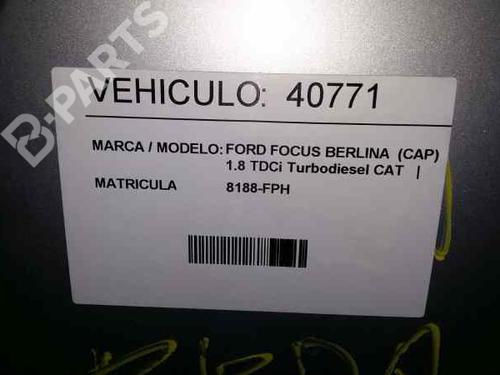 B-PARTS
VEHICULO: 40771
MARCA / MODELO: FORD FOCUS BERLINA (CAP)
1.8 TDCi Turbodiesel CAT |
MATRICULA 8188-FPH